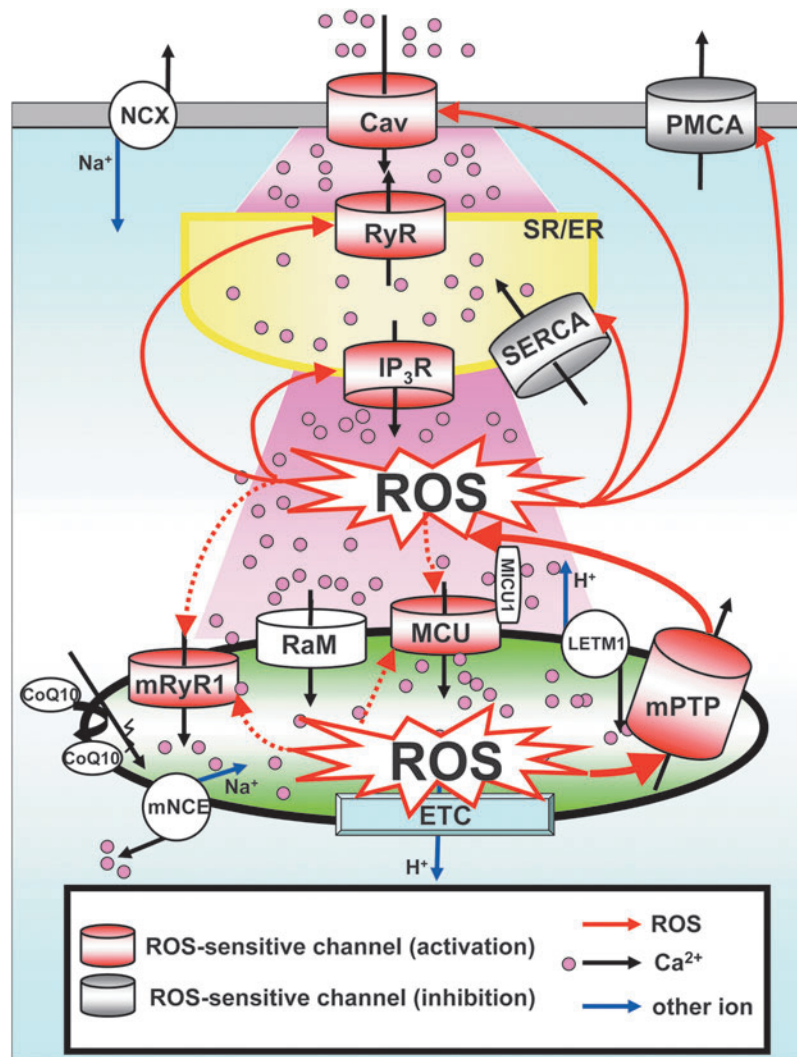 NCX
Cav
PMCA
Na⁺
RyR
SR/ER
SERCA
IP₃R
ROS
MICU1
H⁺
RaM
MCU
LETM1
mRyR1
mPTP
CoQ10
CoQ10
ROS
Na⁺
mNCE
ETC
H⁺
ROS-sensitive channel (activation)
ROS-sensitive channel (inhibition)
ROS
Ca²⁺
other ion